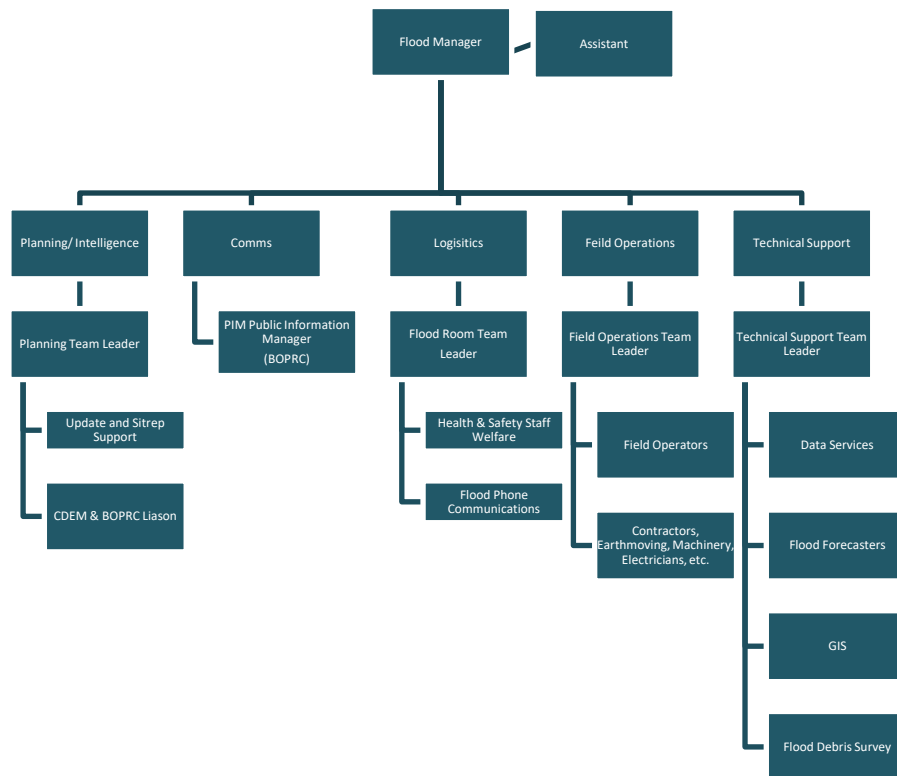 Flood Manager
Assistant
Planning/ Intelligence
Comms
Logisitics
Feild Operations
Technical Support
Planning Team Leader
PIM Public Information
Manager
(BOPRC)
Flood Room Team
Leader
Field Operations Team
Leader
Technical Support Team
Leader
Update and Sitrep
Support
Health & Safety Staff
Welfare
Field Operators
Data Services
CDEM & BOPRC Liason
Flood Phone
Communications
Contractors,
Earthmoving, Machinery,
Electricians, etc.
Flood Forecasters
GIS
Flood Debris Survey